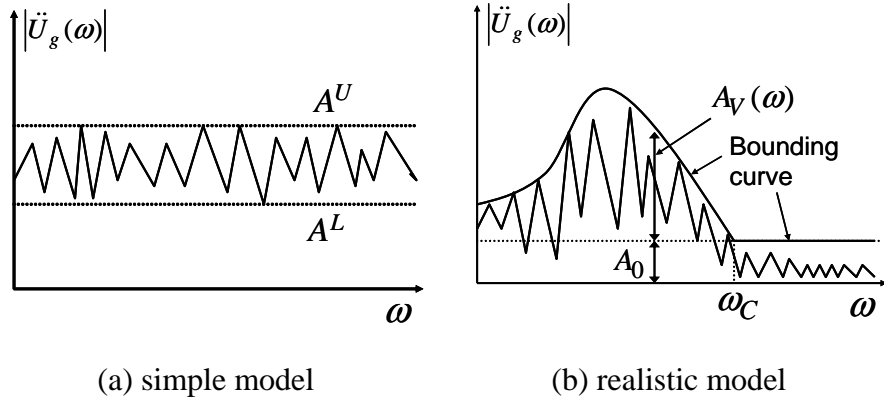 |Ü_g(ω)|
A^U
A^L
ω
(a) simple model
|Ü_g(ω)|
A_V(ω)
Bounding
curve
A_0
ω_C
ω
(b) realistic model